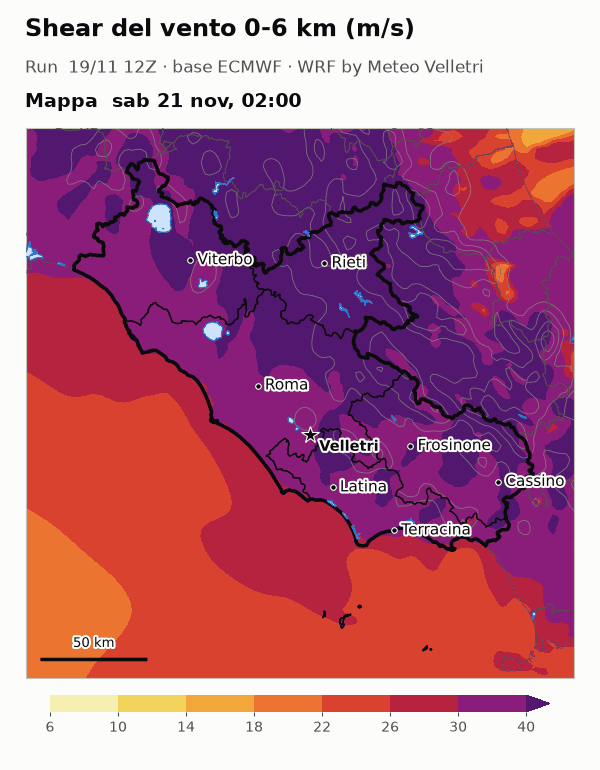 Shear del vento 0-6 km (m/s)
Run 19/11 12Z · base ECMWF · WRF by Meteo Velletri
Mappa sab 21 nov, 02:00
Viterbo
Rieti
Roma
Velletri
Frosinone
Cassino
Latina
Terracina
50 km
6 10 14 18 22 26 30 40